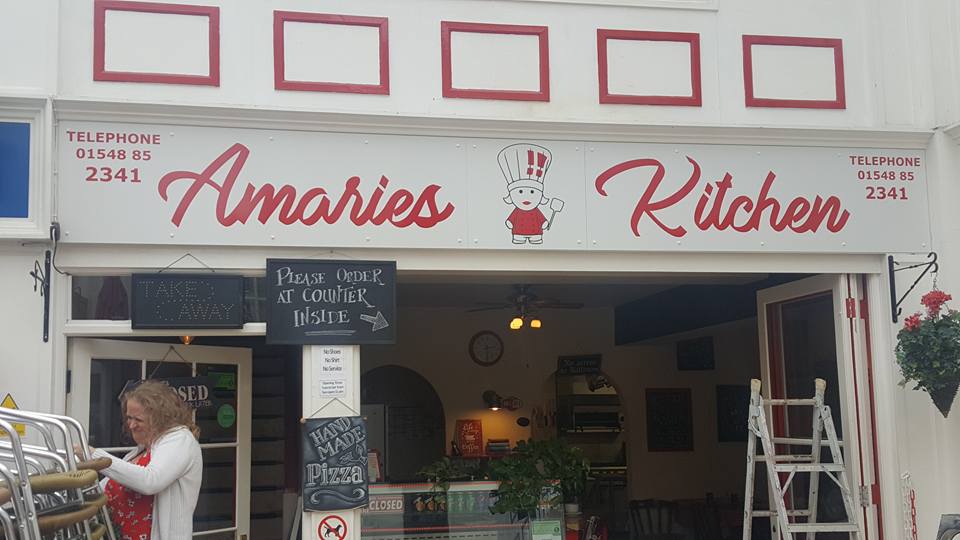 TELEPHONE
01548 85
2341
Amaries Kitchen
TELEPHONE
01548 85
2341
TAKE
AWAY
PLEASE ORDER
AT COUNTER
INSIDE
No Shoes
No Shirt
No Service
HAND
MADE
Pizza
CLOSED